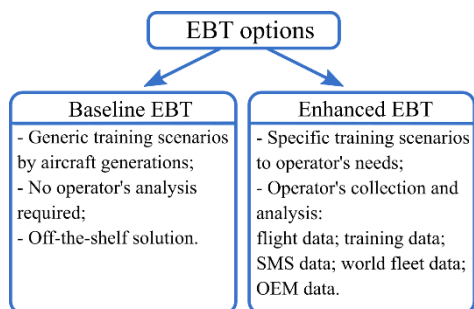 EBT options
Baseline EBT
- Generic training scenarios
by aircraft generations;
- No operator's analysis
required;
- Off-the-shelf solution.
Enhanced EBT
- Specific training scenarios
to operator's needs;
- Operator's collection and
analysis:
flight data; training data;
SMS data; world fleet data;
OEM data.